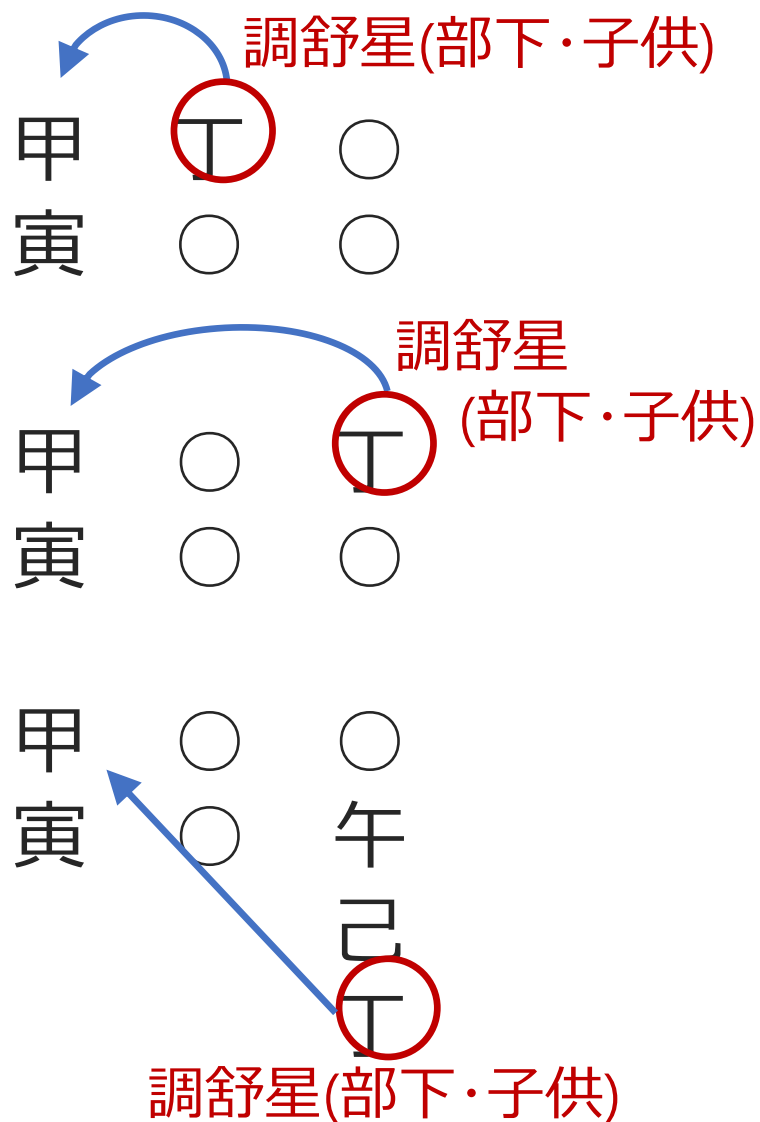 調舒星(部下・子供)
甲 丁 〇
寅 〇 〇
調舒星
(部下・子供)
甲 〇 丁
寅 〇 〇
甲 〇 〇
寅 〇 午
己
丁
調舒星(部下・子供)